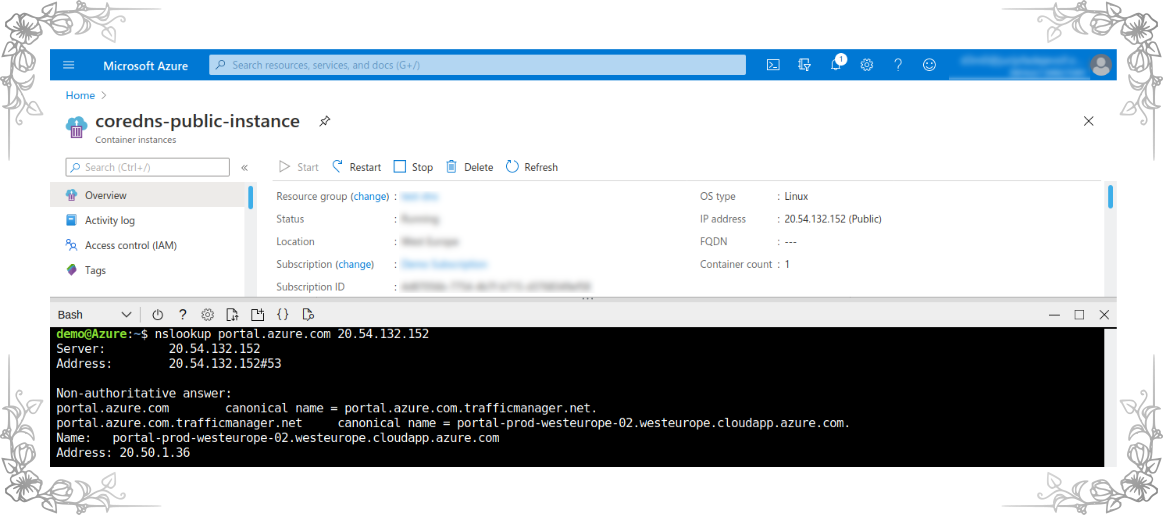 Microsoft Azure
Search resources, services, and docs (G+/)
1
Home
coredns-public-instance
Container instances
Search (Ctrl+/)
«
Start Restart Stop Delete Refresh
Overview
Activity log
Access control (IAM)
Tags
Resource group (change) :
Status :
Location :
Subscription (change) :
Subscription ID :
OS type : Linux
IP address : 20.54.132.152 (Public)
FQDN : ---
Container count : 1
Bash
demo@Azure:~$ nslookup portal.azure.com 20.54.132.152
Server: 20.54.132.152
Address: 20.54.132.152#53
Non-authoritative answer:
portal.azure.com canonical name = portal.azure.com.trafficmanager.net.
portal.azure.com.trafficmanager.net canonical name = portal-prod-westeurope-02.westeurope.cloudapp.azure.com.
Name: portal-prod-westeurope-02.westeurope.cloudapp.azure.com
Address: 20.50.1.36